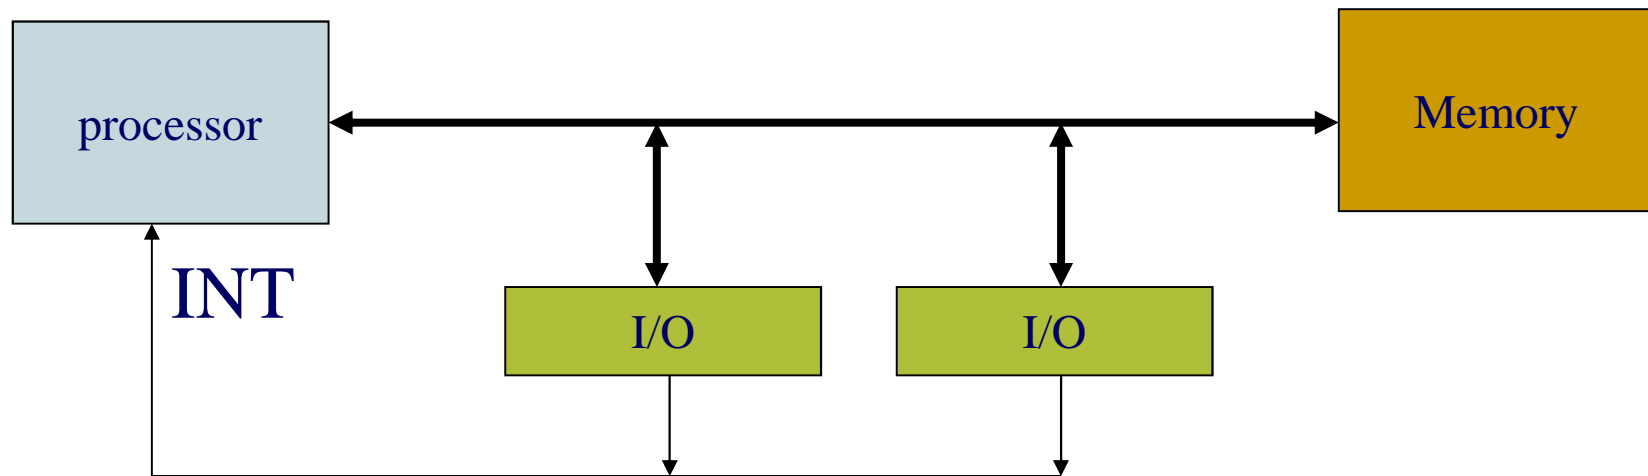 processor
Memory
INT
I/O
I/O